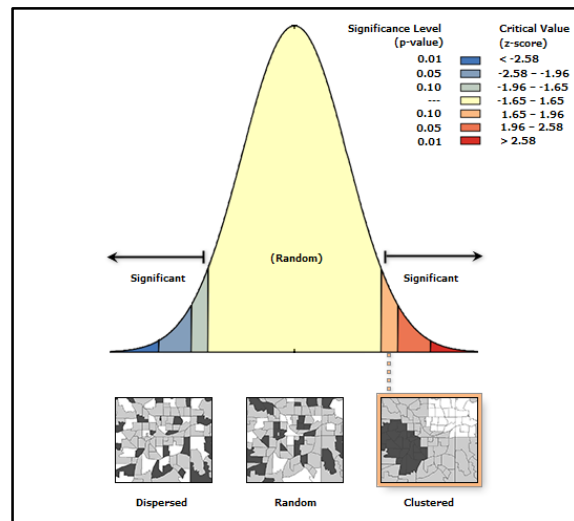 Significance Level Critical Value
(p-value) (z-score)
0.01 < -2.58
0.05 -2.58 – -1.96
0.10 -1.96 – -1.65
--- -1.65 – 1.65
0.10 1.65 – 1.96
0.05 1.96 – 2.58
0.01 > 2.58
(Random)
Significant Significant
Dispersed Random Clustered